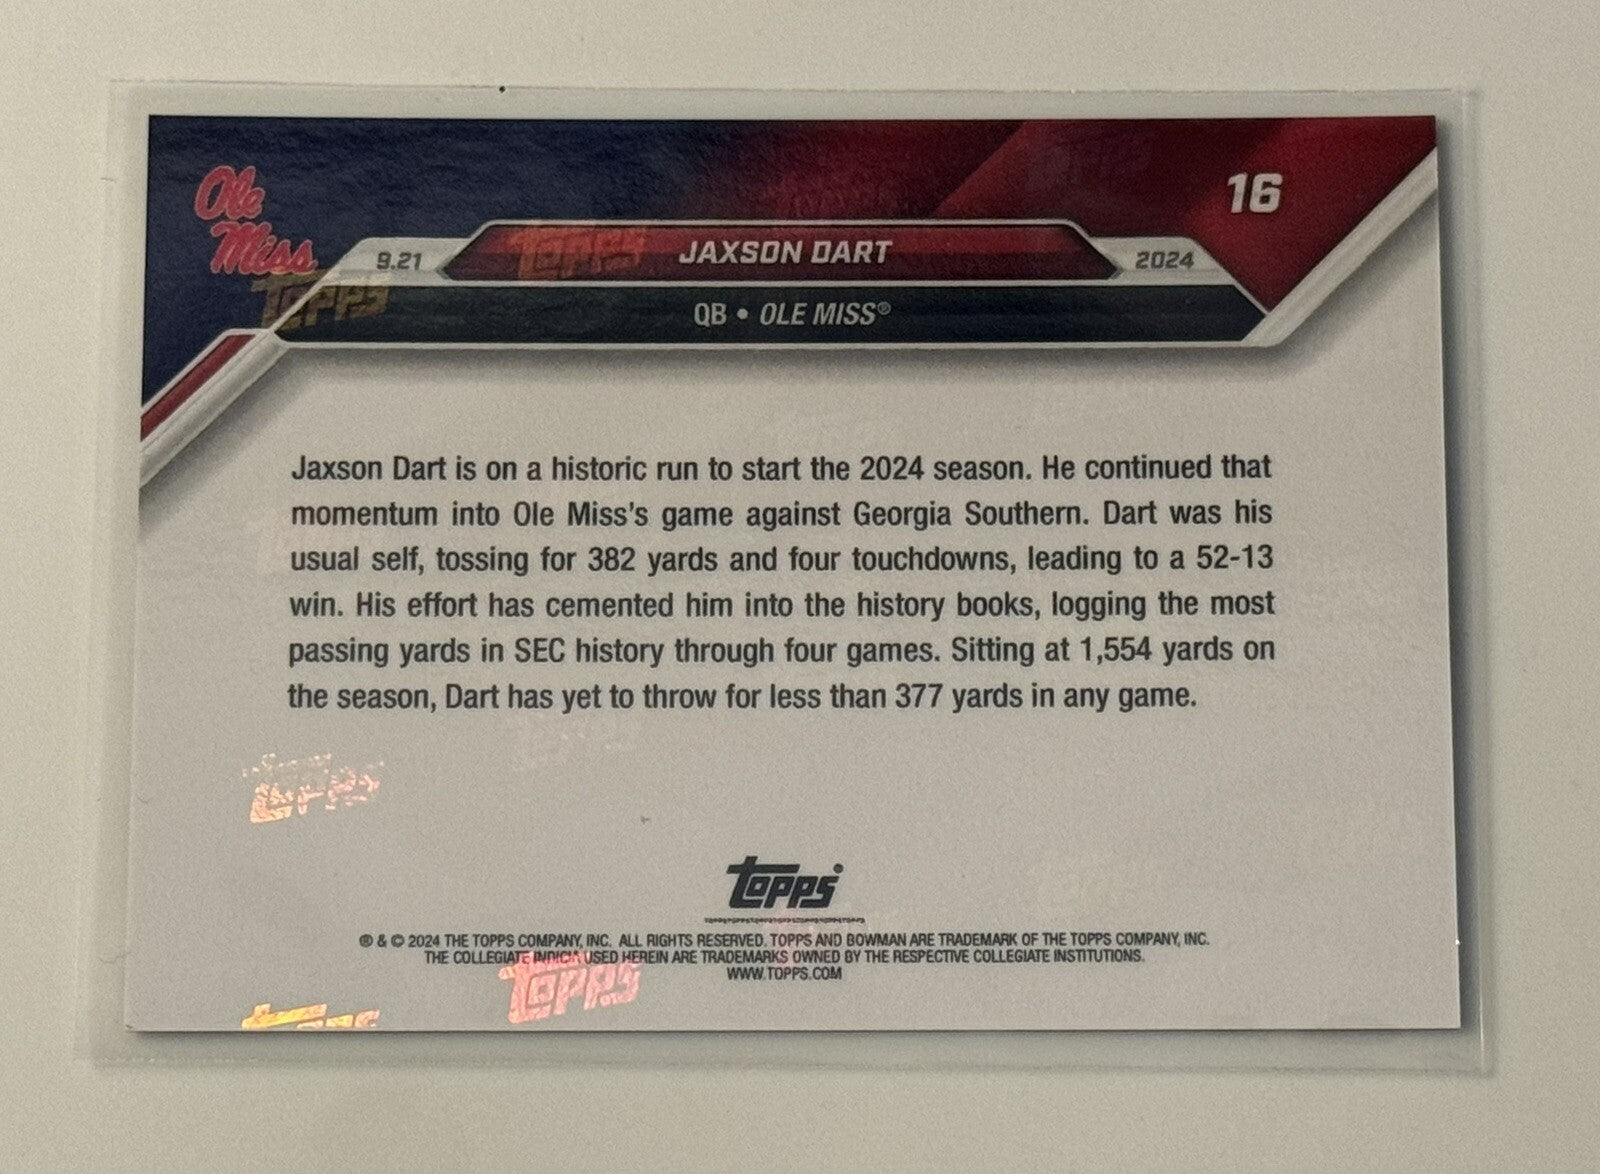 Ole
Miss
16
9.21
JAXSON DART
2024
QB • OLE MISS®
Jaxson Dart is on a historic run to start the 2024 season. He continued that
momentum into Ole Miss's game against Georgia Southern. Dart was his
usual self, tossing for 382 yards and four touchdowns, leading to a 52-13
win. His effort has cemented him into the history books, logging the most
passing yards in SEC history through four games. Sitting at 1,554 yards on
the season, Dart has yet to throw for less than 377 yards in any game.
Topps
® & © 2024 THE TOPPS COMPANY, INC. ALL RIGHTS RESERVED. TOPPS AND BOWMAN ARE TRADEMARK OF THE TOPPS COMPANY, INC.
THE COLLEGIATE INDICIA USED HEREIN ARE TRADEMARKS OWNED BY THE RESPECTIVE COLLEGIATE INSTITUTIONS.
WWW.TOPPS.COM
Topps
Topps
Topps
Topps